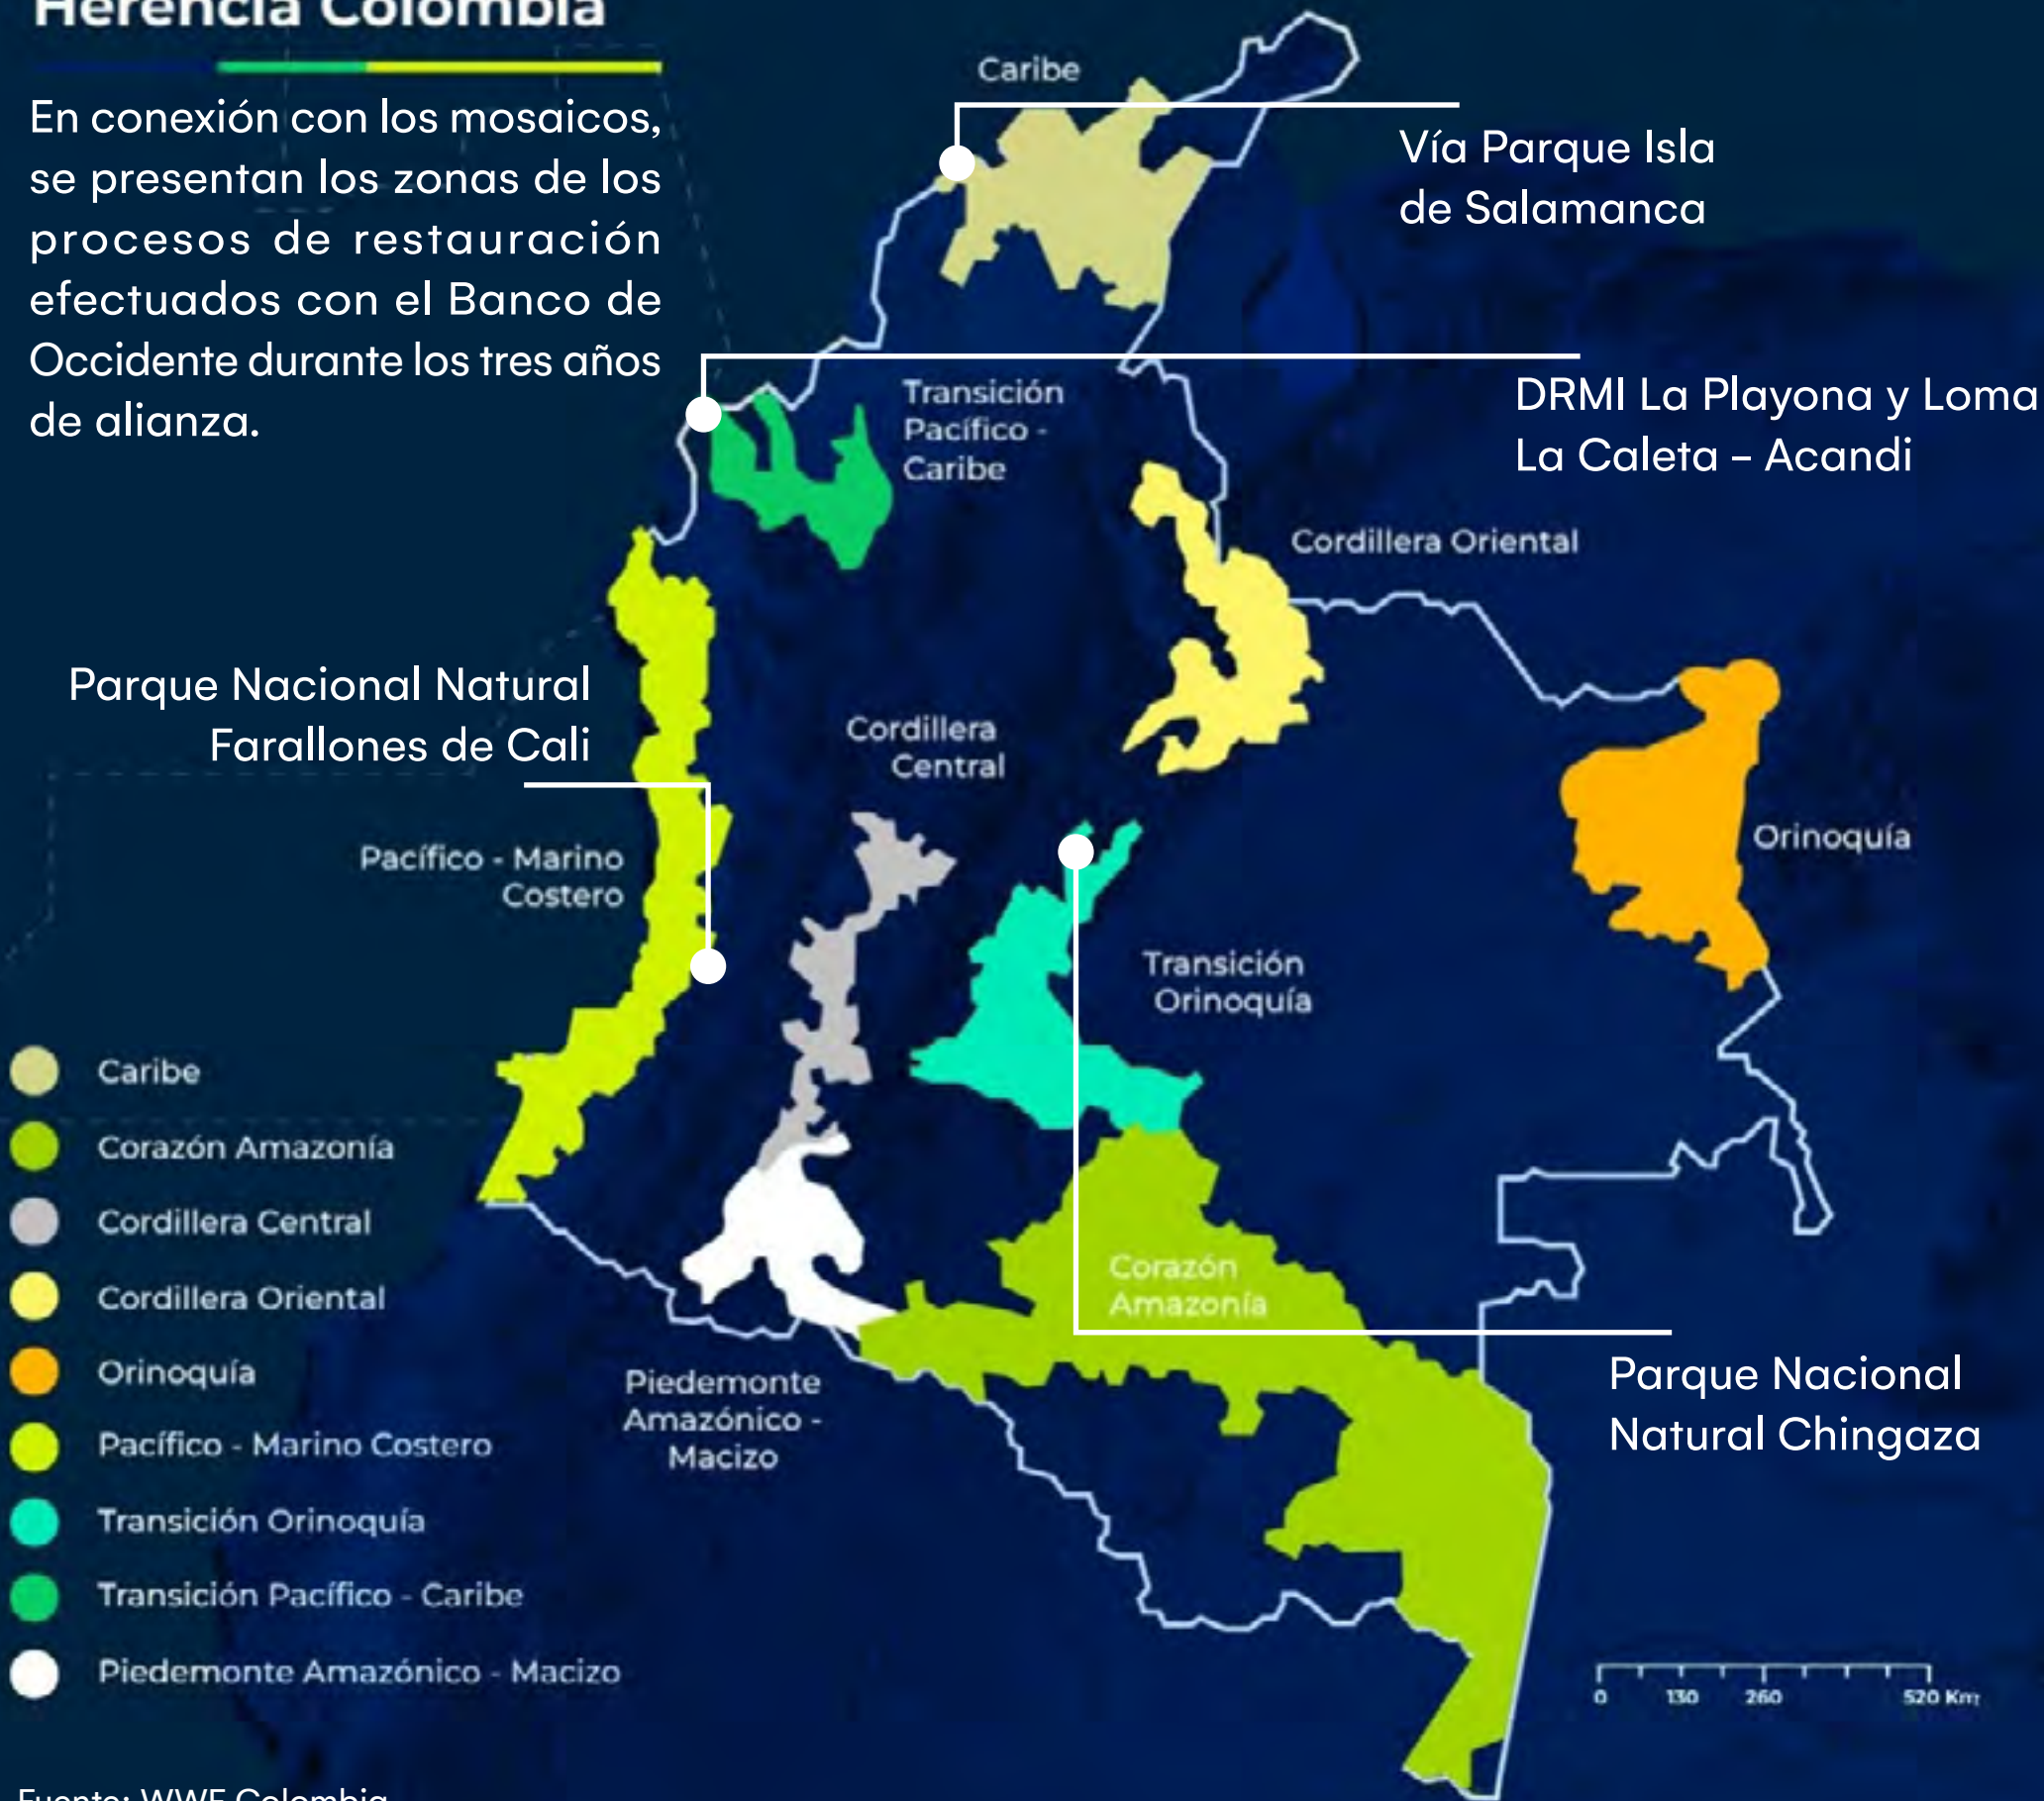 Herencia Colombia
En conexión con los mosaicos,
se presentan los zonas de los
procesos de restauración
efectuados con el Banco de
Occidente durante los tres años
de alianza.
Caribe
Vía Parque Isla
de Salamanca
DRMI La Playona y Loma
La Caleta – Acandi
Transición
Pacífico -
Caribe
Cordillera Oriental
Parque Nacional Natural
Farallones de Cali
Cordillera
Central
Pacífico - Marino
Costero
Orinoquía
Transición
Orinoquía
Corazón
Amazonía
Parque Nacional
Natural Chingaza
Piedemonte
Amazónico -
Macizo
Caribe
Corazón Amazonía
Cordillera Central
Cordillera Oriental
Orinoquía
Pacífico - Marino Costero
Transición Orinoquía
Transición Pacífico - Caribe
Piedemonte Amazónico - Macizo
0 130 260 520 Km
Fuente: WWF Colombia